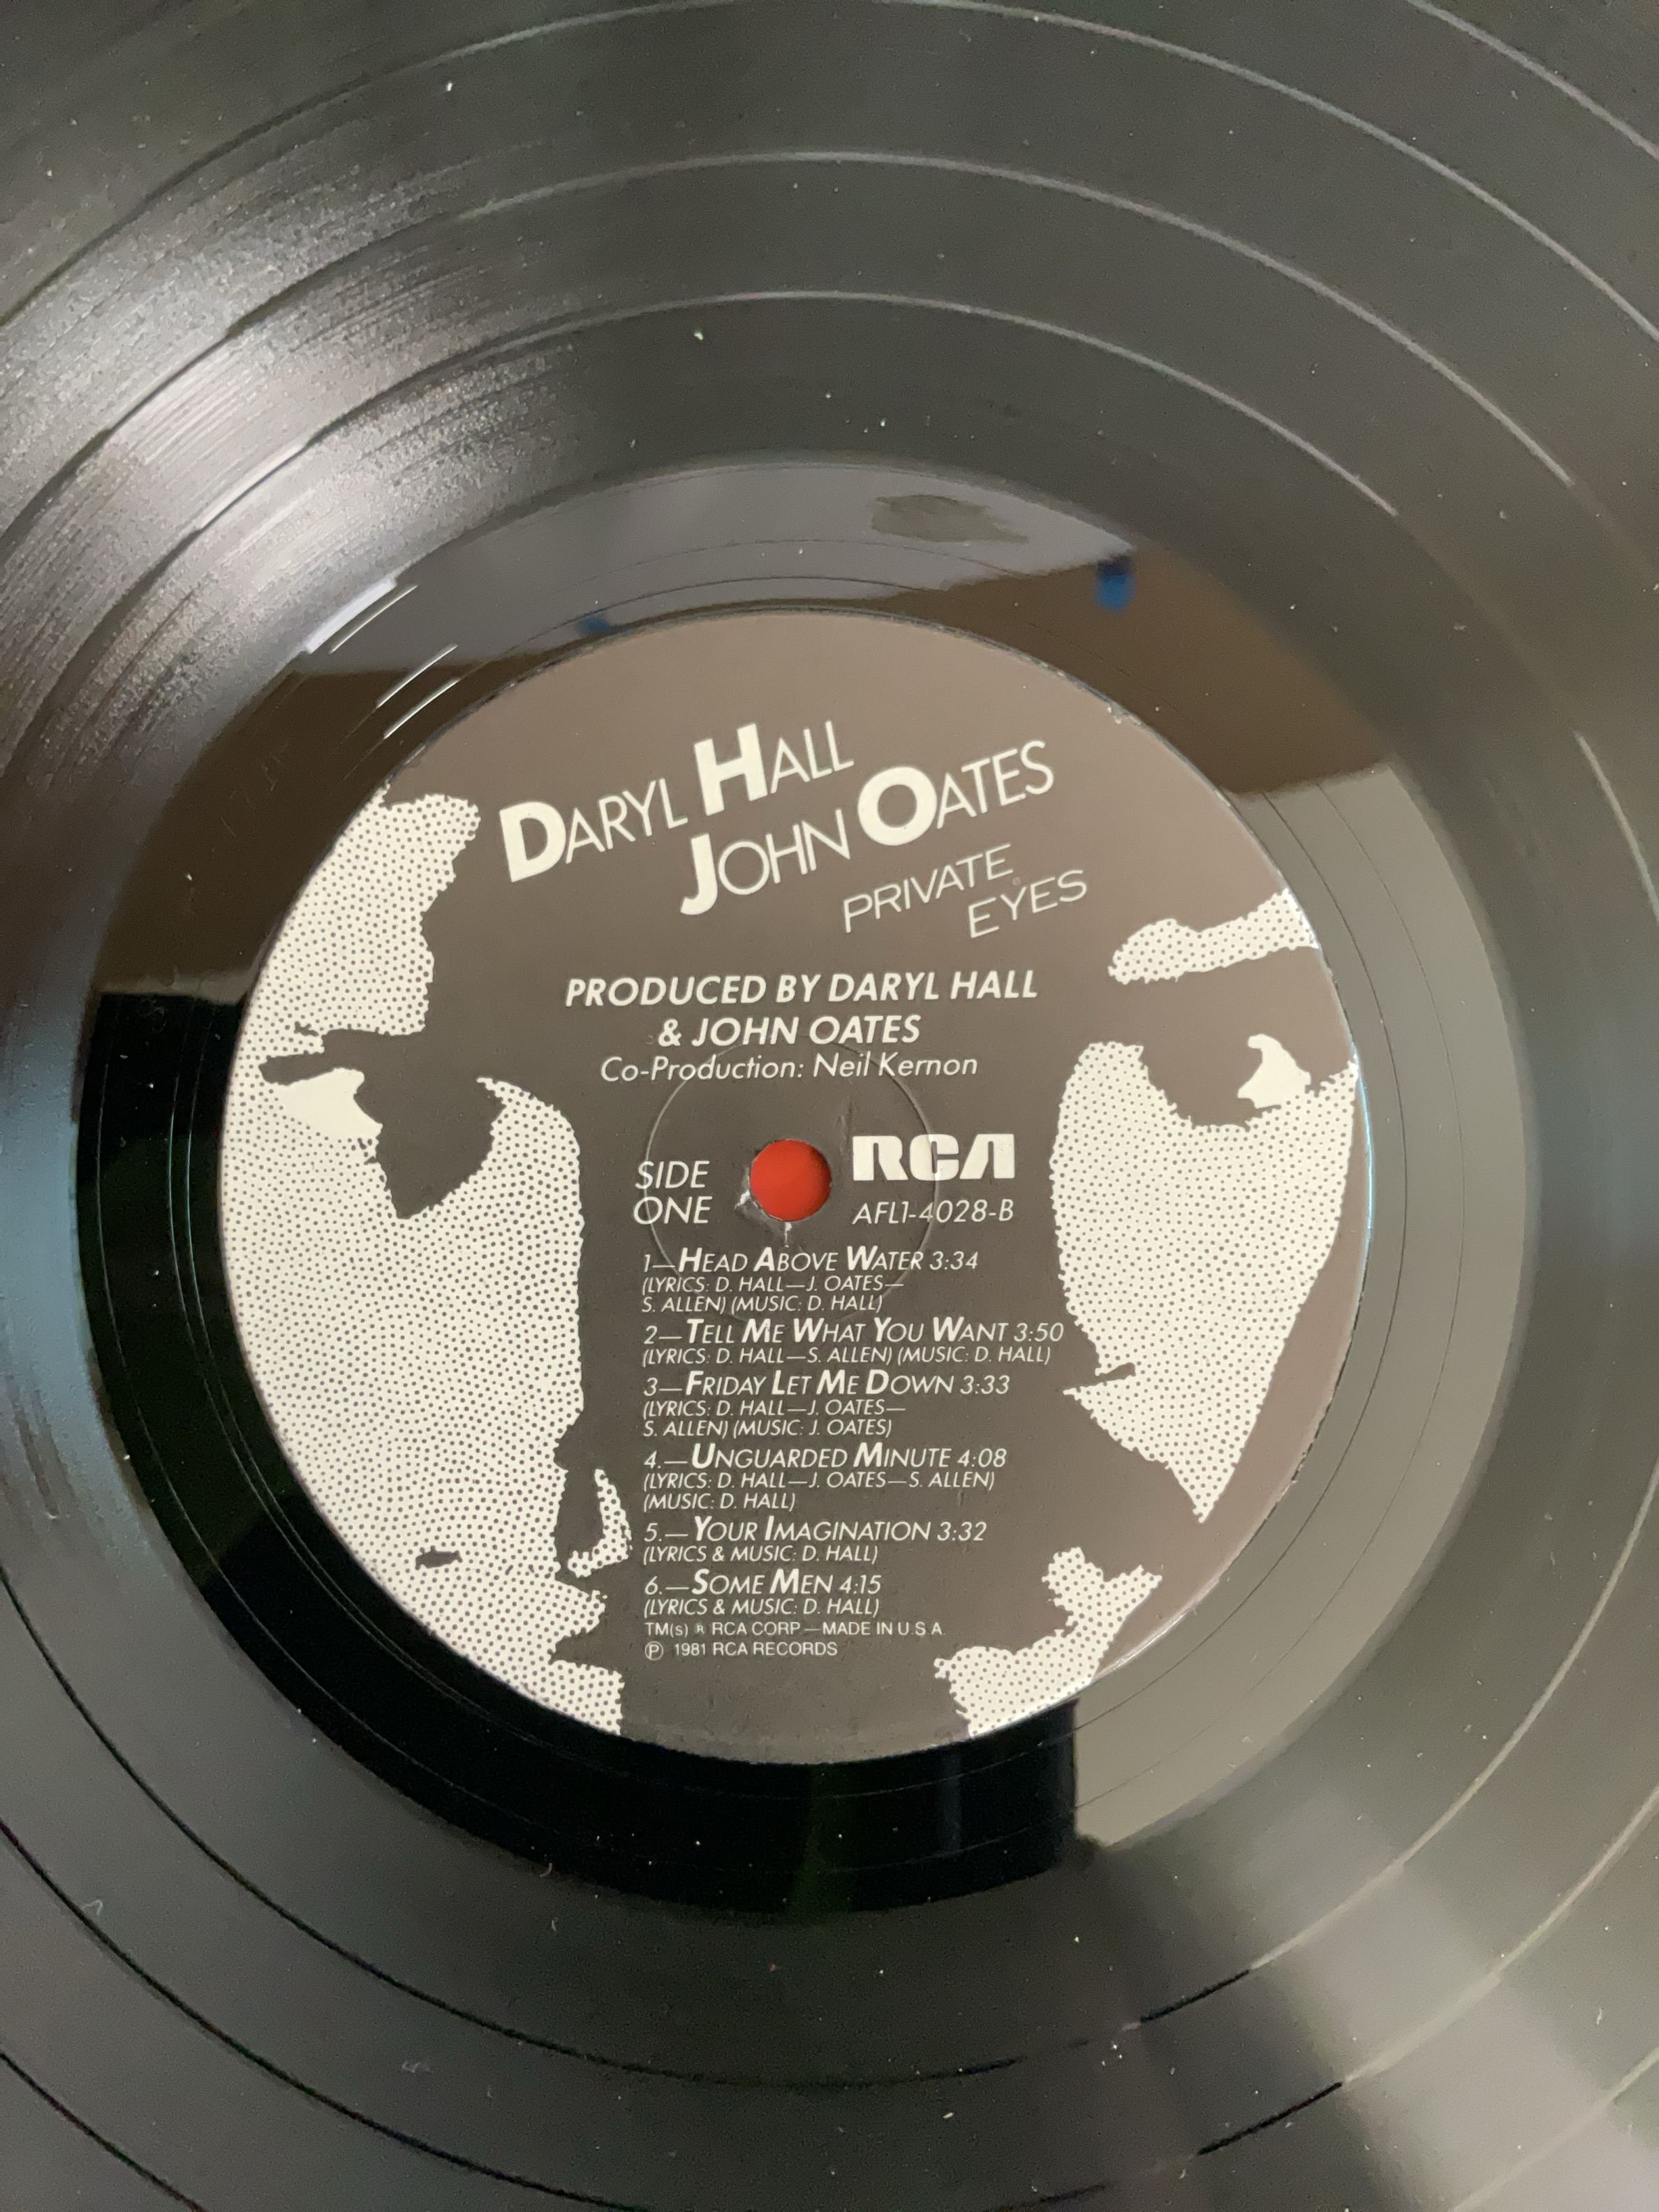 DARYL HALL
JOHN OATES
PRIVATE
EYES
PRODUCED BY DARYL HALL
& JOHN OATES
Co-Production: Neil Kernon
SIDE
ONE
RCA
AFL1-4028-B
1—HEAD ABOVE WATER 3:34
(LYRICS: D. HALL—J. OATES—
S. ALLEN) (MUSIC: D. HALL)
2—TELL ME WHAT YOU WANT 3:50
(LYRICS: D. HALL—S. ALLEN) (MUSIC: D. HALL)
3—FRIDAY LET ME DOWN 3:33
(LYRICS: D. HALL—J. OATES—
S. ALLEN) (MUSIC: J. OATES)
4.—UNGUARDED MINUTE 4:08
(LYRICS: D. HALL—J. OATES—S. ALLEN)
(MUSIC: D. HALL)
5.—YOUR IMAGINATION 3:32
(LYRICS & MUSIC: D. HALL)
6.—SOME MEN 4:15
(LYRICS & MUSIC: D. HALL)
TM(s) ® RCA CORP.—MADE IN U.S.A.
℗ 1981 RCA RECORDS